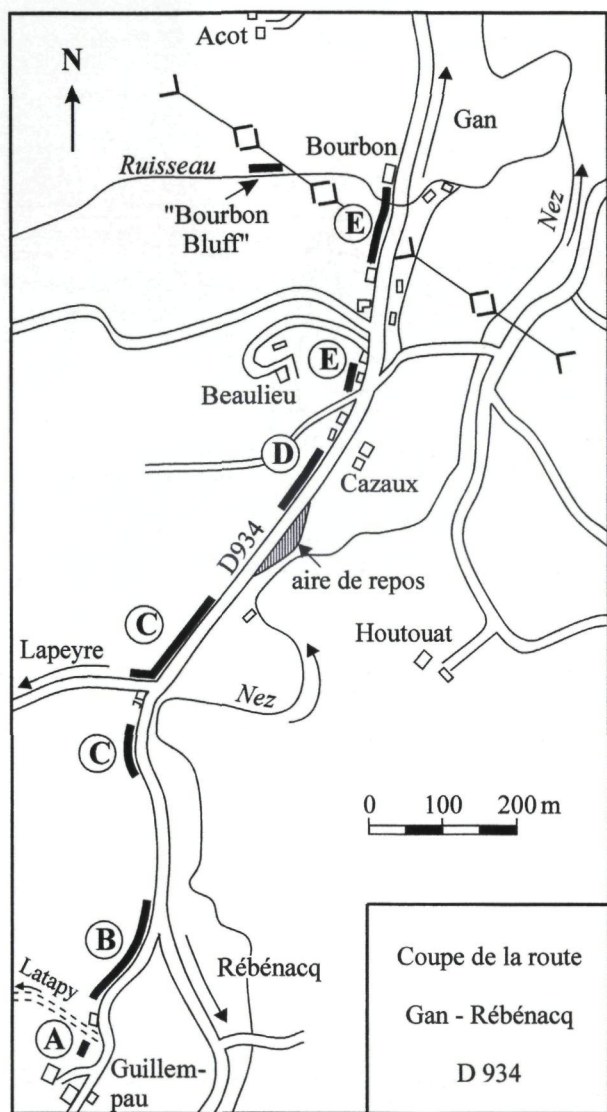 Acot
N
Gan
Bourbon
Ruisseau
"Bourbon
Bluff"
E
Nez
E
Beaulieu
D
Cazaux
D934
aire de repos
C
Lapeyre
Houtouat
Nez
C
0 100 200 m
B
Latapy
Rébénacq
A
Guillem-
pau
Coupe de la route
Gan - Rébénacq
D 934